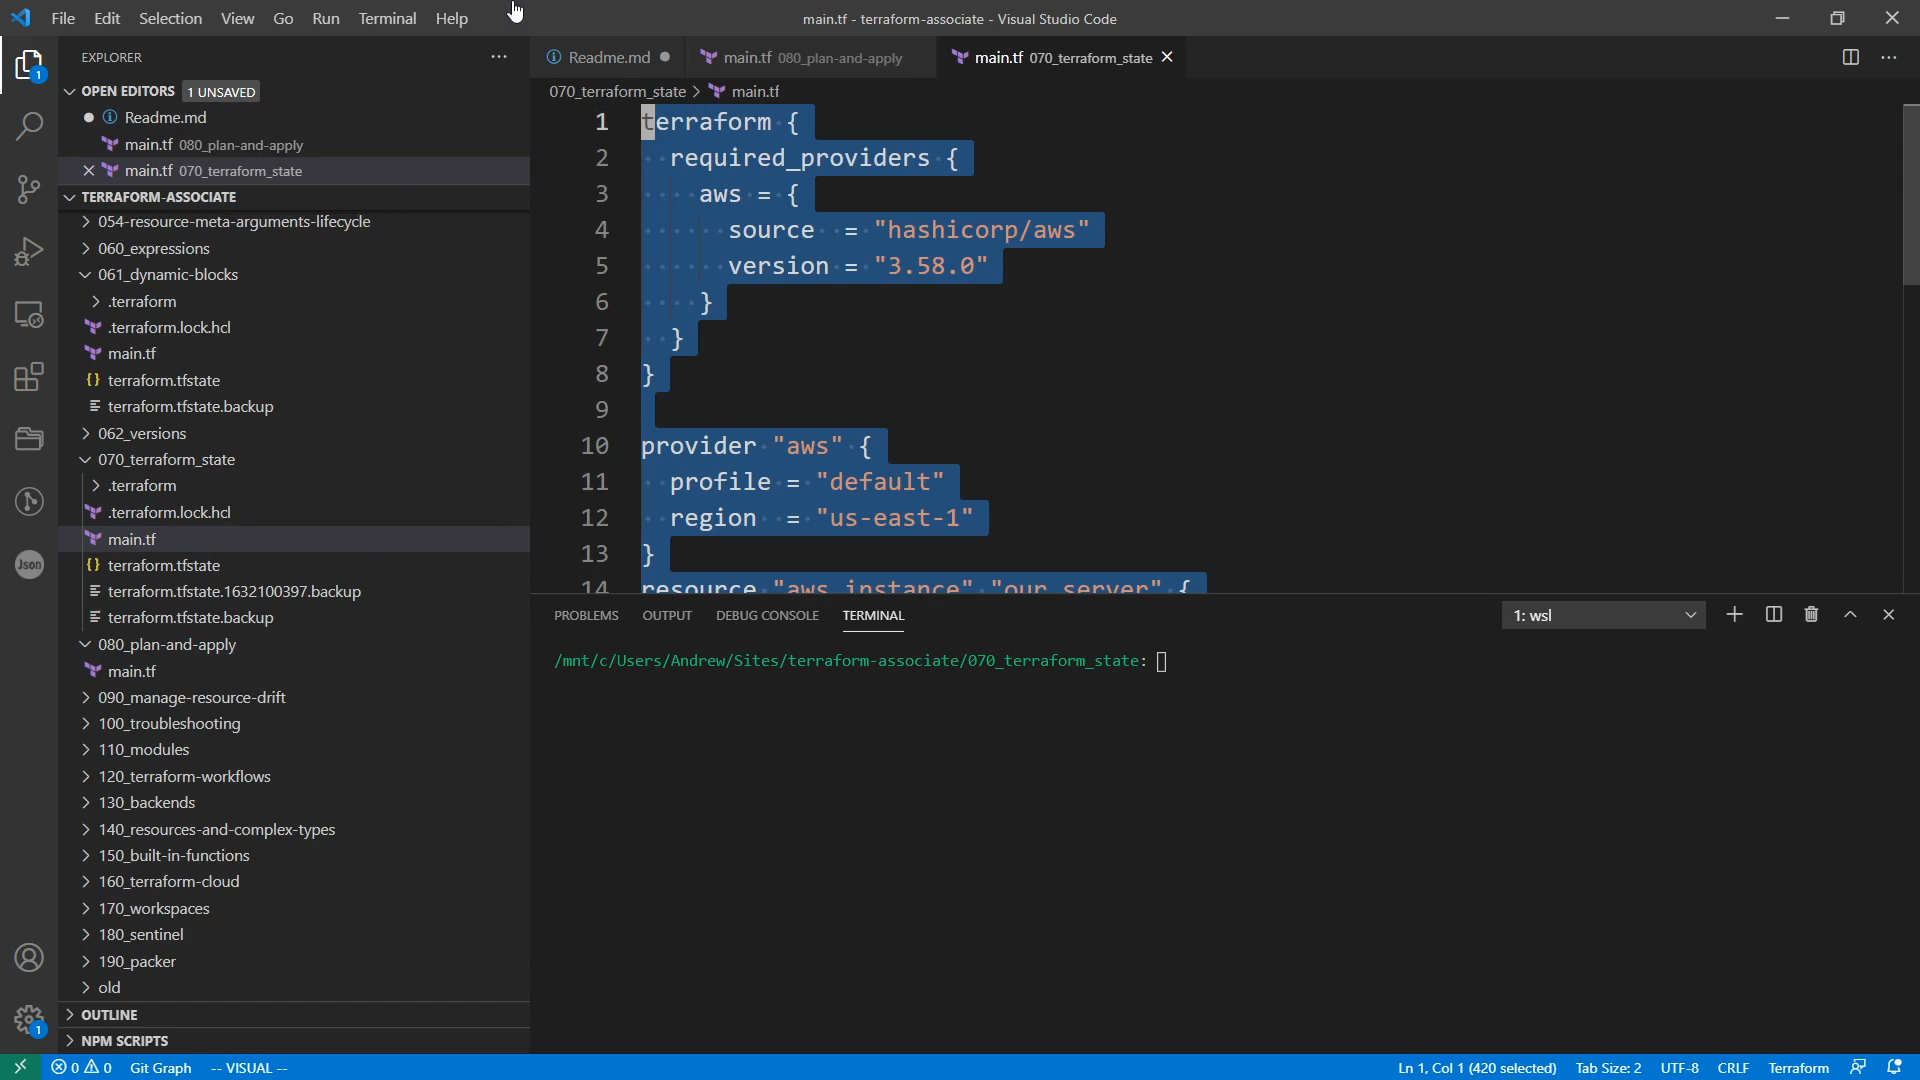 File Edit Selection View Go Run Terminal Help
main.tf - terraform-associate - Visual Studio Code
EXPLORER
OPEN EDITORS 1 UNSAVED
Readme.md
main.tf 080_plan-and-apply
main.tf 070_terraform_state
TERRAFORM-ASSOCIATE
054-resource-meta-arguments-lifecycle
060_expressions
061_dynamic-blocks
.terraform
.terraform.lock.hcl
main.tf
terraform.tfstate
terraform.tfstate.backup
062_versions
070_terraform_state
.terraform
.terraform.lock.hcl
main.tf
terraform.tfstate
terraform.tfstate.1632100397.backup
terraform.tfstate.backup
080_plan-and-apply
main.tf
090_manage-resource-drift
100_troubleshooting
110_modules
120_terraform-workflows
130_backends
140_resources-and-complex-types
150_built-in-functions
160_terraform-cloud
170_workspaces
180_sentinel
190_packer
old
OUTLINE
NPM SCRIPTS
1
Json
1
Readme.md
main.tf 080_plan-and-apply
main.tf 070_terraform_state
070_terraform_state > main.tf
1 terraform {
2 required_providers {
3 aws = {
4 source = "hashicorp/aws"
5 version = "3.58.0"
6 }
7 }
8 }
9
10 provider "aws" {
11 profile = "default"
12 region = "us-east-1"
13 }
14 resource "aws_instance" "our_server" {
PROBLEMS OUTPUT DEBUG CONSOLE TERMINAL
1: wsl
/mnt/c/Users/Andrew/Sites/terraform-associate/070_terraform_state:
0 0 Git Graph -- VISUAL --
Ln 1, Col 1 (420 selected) Tab Size: 2 UTF-8 CRLF Terraform